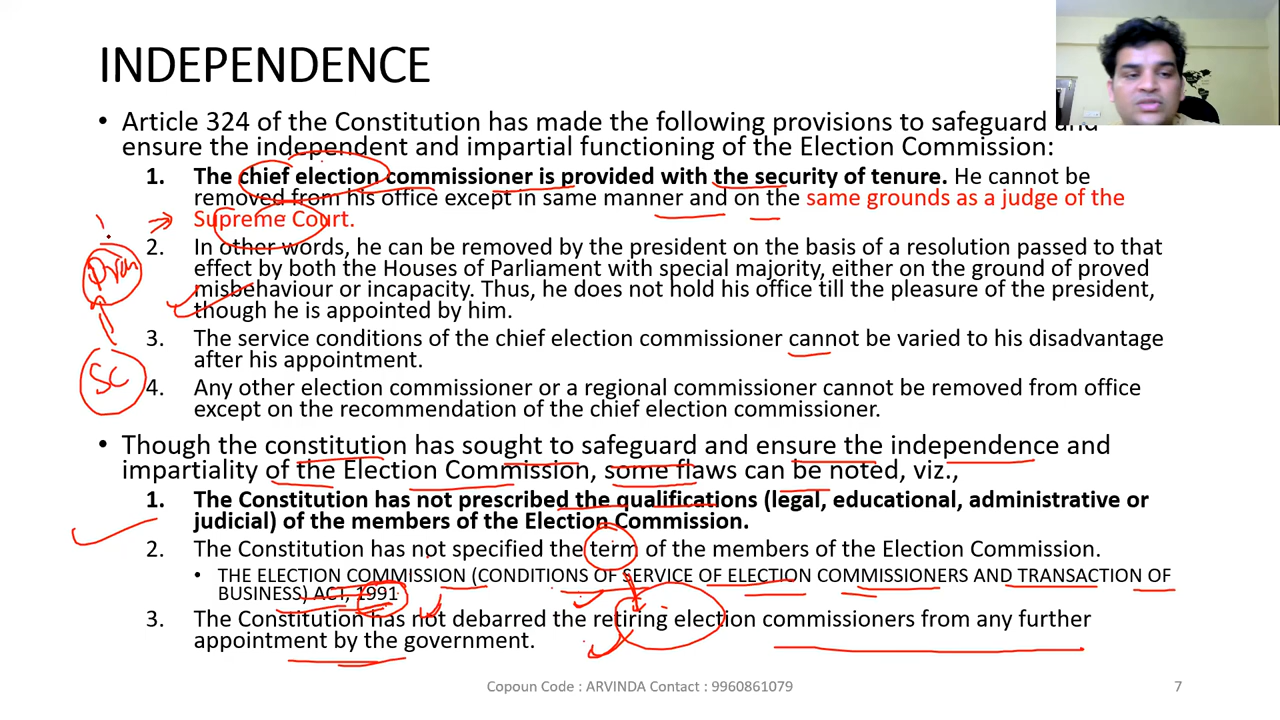 INDEPENDENCE
• Article 324 of the Constitution has made the following provisions to safeguard and
ensure the independent and impartial functioning of the Election Commission:
1. The chief election commissioner is provided with the security of tenure. He cannot be
removed from his office except in same manner and on the same grounds as a judge of the
Supreme Court.
2. In other words, he can be removed by the president on the basis of a resolution passed to that
effect by both the Houses of Parliament with special majority, either on the ground of proved
misbehaviour or incapacity. Thus, he does not hold his office till the pleasure of the president,
though he is appointed by him.
3. The service conditions of the chief election commissioner cannot be varied to his disadvantage
after his appointment.
SC
4. Any other election commissioner or a regional commissioner cannot be removed from office
except on the recommendation of the chief election commissioner.
• Though the constitution has sought to safeguard and ensure the independence and
impartiality of the Election Commission, some flaws can be noted, viz.,
1. The Constitution has not prescribed the qualifications (legal, educational, administrative or
judicial) of the members of the Election Commission.
2. The Constitution has not specified the term of the members of the Election Commission.
• THE ELECTION COMMISSION (CONDITIONS OF SERVICE OF ELECTION COMMISSIONERS AND TRANSACTION OF
BUSINESS) ACT, 1991
3. The Constitution has not debarred the retiring election commissioners from any further
appointment by the government.
Copoun Code : ARVINDA Contact : 9960861079
7